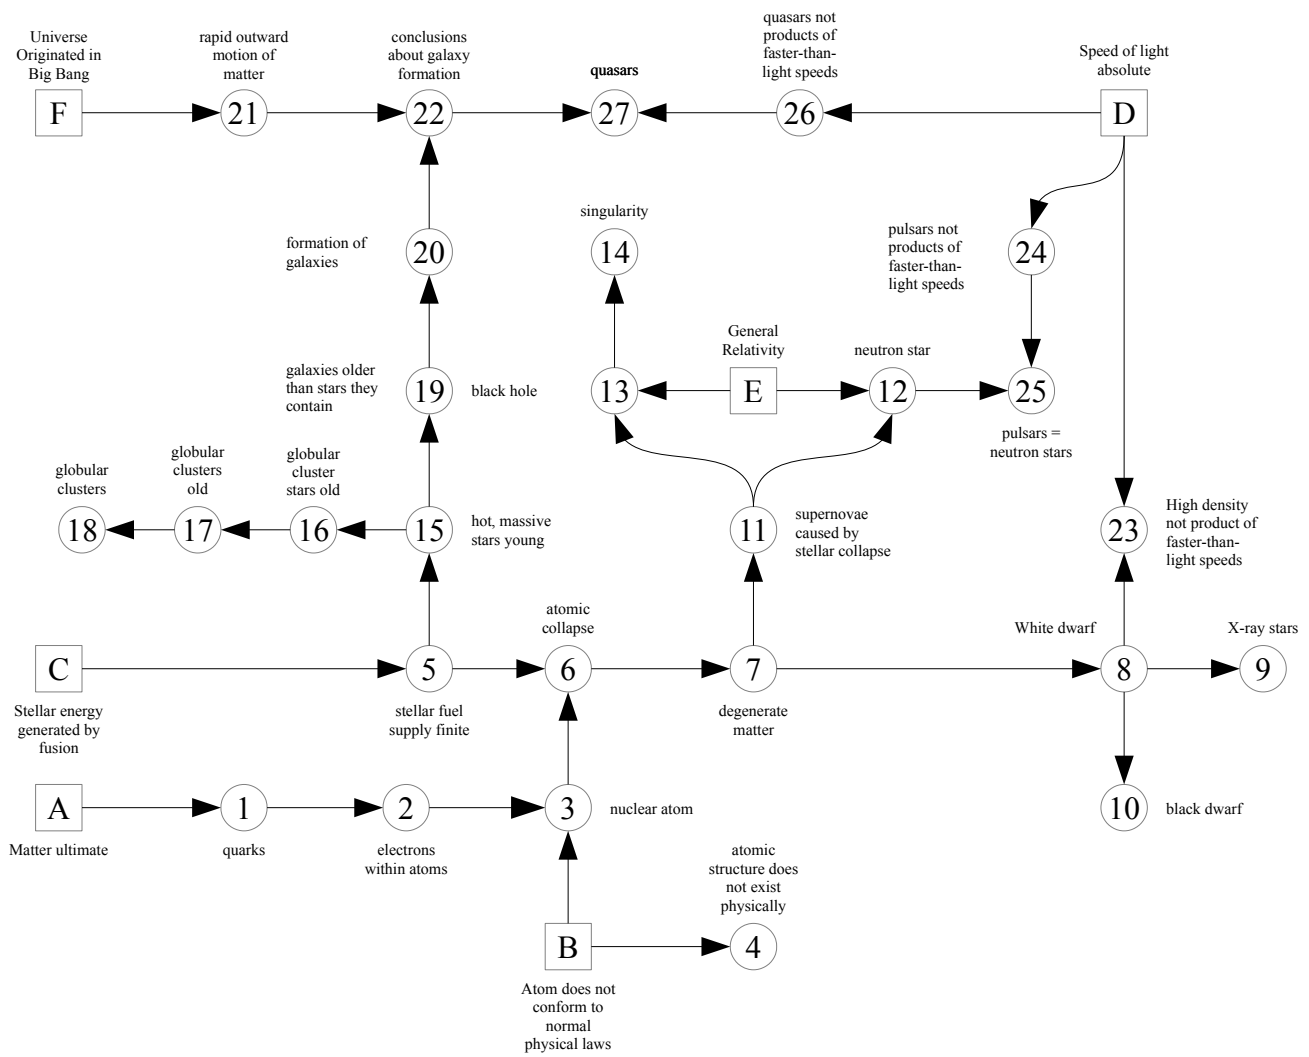 Universe
Originated in
Big Bang
F
rapid outward
motion of
matter
21
conclusions
about galaxy
formation
22
quasars
27
quasars not
products of
faster-than-
light speeds
26
Speed of light
absolute
D
singularity
14
formation of
galaxies
20
pulsars not
products of
faster-than-
light speeds
24
General
Relativity
E
neutron star
12
galaxies older
than stars they
contain
19
black hole
13
25
pulsars =
neutron stars
globular
clusters
18
globular
clusters
old
17
globular
cluster
stars old
16
15
hot, massive
stars young
11
supernovae
caused by
stellar collapse
23
High density
not product of
faster-than-
light speeds
atomic
collapse
6
White dwarf
8
X-ray stars
9
C
Stellar energy
generated by
fusion
5
stellar fuel
supply finite
7
degenerate
matter
A
Matter ultimate
1
quarks
2
electrons
within atoms
3
nuclear atom
10
black dwarf
atomic
structure does
not exist
physically
4
B
Atom does not
conform to
normal
physical laws